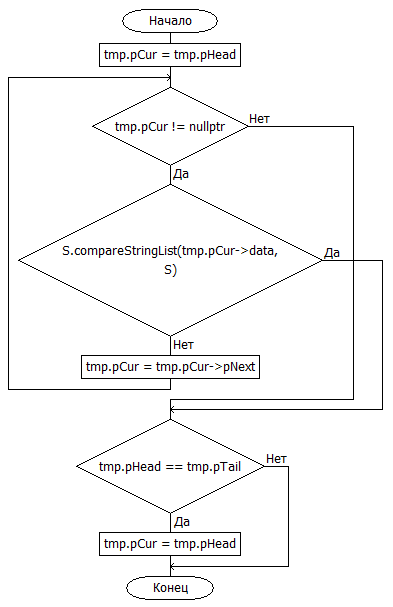 Начало
tmp.pCur = tmp.pHead
tmp.pCur != nullptr
Нет
Да
S.compareStringList(tmp.pCur->data,
S)
Да
Нет
tmp.pCur = tmp.pCur->pNext
tmp.pHead == tmp.pTail
Нет
Да
tmp.pCur = tmp.pHead
Конец